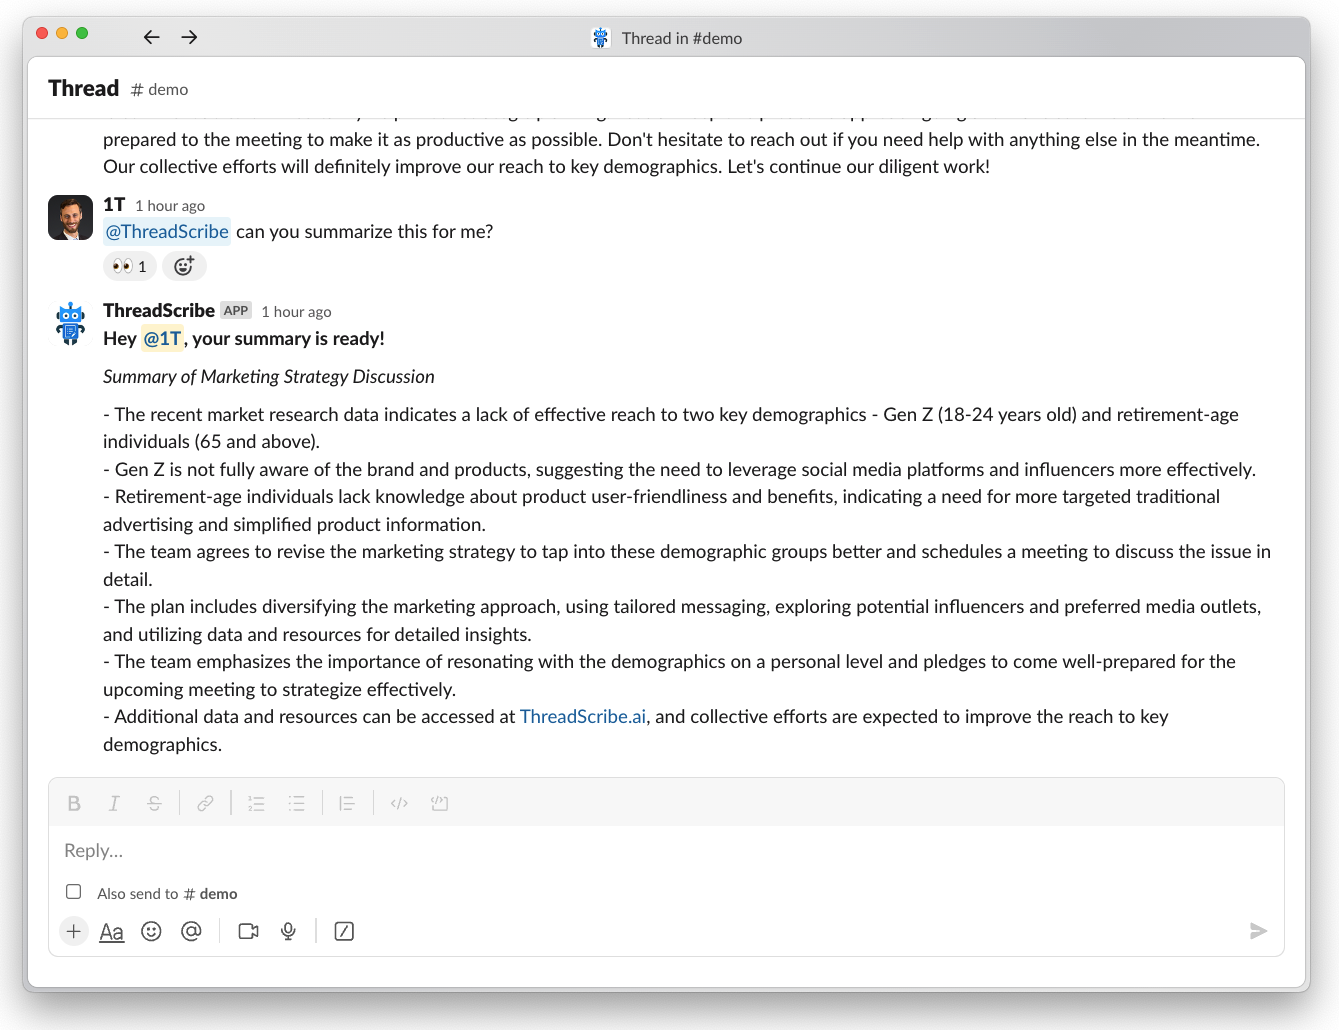 Thread in #demo
Thread # demo
prepared to the meeting to make it as productive as possible. Don't hesitate to reach out if you need help with anything else in the meantime.
Our collective efforts will definitely improve our reach to key demographics. Let's continue our diligent work!
1T 1 hour ago
@ThreadScribe can you summarize this for me?
1
ThreadScribe APP 1 hour ago
Hey @1T, your summary is ready!
Summary of Marketing Strategy Discussion
- The recent market research data indicates a lack of effective reach to two key demographics - Gen Z (18-24 years old) and retirement-age
individuals (65 and above).
- Gen Z is not fully aware of the brand and products, suggesting the need to leverage social media platforms and influencers more effectively.
- Retirement-age individuals lack knowledge about product user-friendliness and benefits, indicating a need for more targeted traditional
advertising and simplified product information.
- The team agrees to revise the marketing strategy to tap into these demographic groups better and schedules a meeting to discuss the issue in
detail.
- The plan includes diversifying the marketing approach, using tailored messaging, exploring potential influencers and preferred media outlets,
and utilizing data and resources for detailed insights.
- The team emphasizes the importance of resonating with the demographics on a personal level and pledges to come well-prepared for the
upcoming meeting to strategize effectively.
- Additional data and resources can be accessed at ThreadScribe.ai, and collective efforts are expected to improve the reach to key
demographics.
B I S
Reply...
Also send to # demo
Aa @